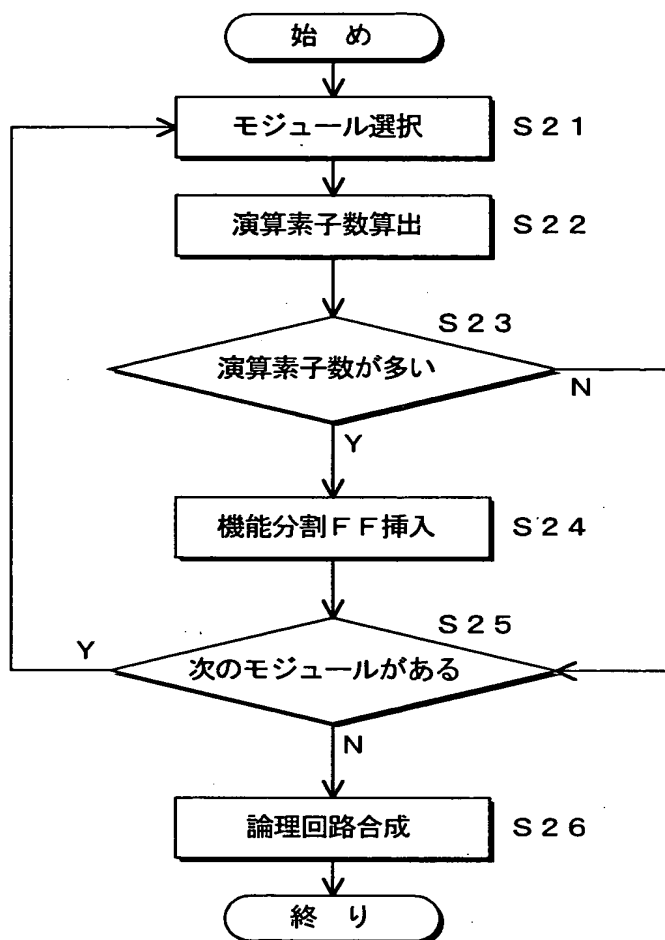 始 め
モジュール選択
S21
演算素子数算出
S22
S23
演算素子数が多い
N
Y
機能分割FF挿入
S24
S25
Y
次のモジュールがある
N
論理回路合成
S26
終 り